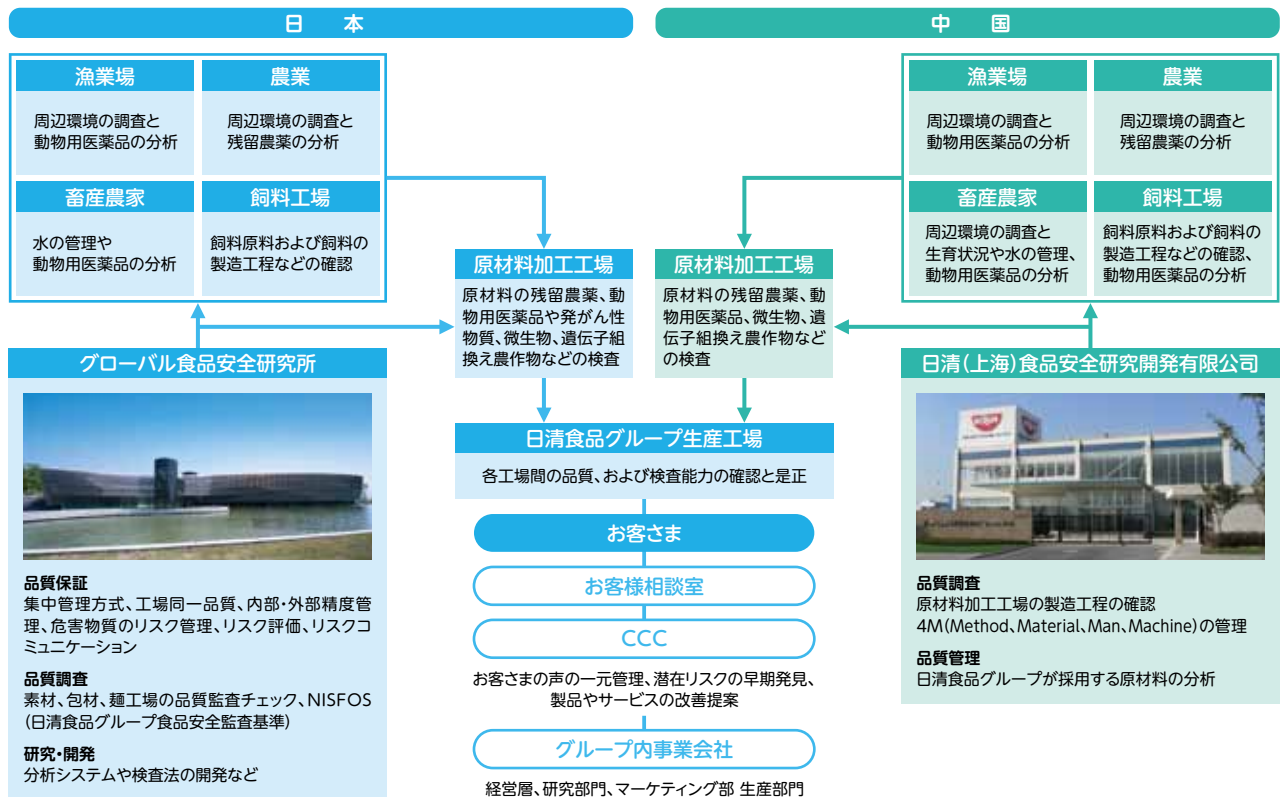 日 本
中 国
漁業場
周辺環境の調査と
動物用医薬品の分析
農業
周辺環境の調査と
残留農薬の分析
畜産農家
水の管理や
動物用医薬品の分析
飼料工場
飼料原料および飼料の
製造工程などの確認
漁業場
周辺環境の調査と
動物用医薬品の分析
農業
周辺環境の調査と
残留農薬の分析
畜産農家
周辺環境の調査と
生育状況や水の管理、
動物用医薬品の分析
飼料工場
飼料原料および飼料の
製造工程などの確認、
動物用医薬品の分析
原材料加工工場
原材料の残留農薬、動
物用医薬品や発がん性
物質、微生物、遺伝子組
換え農作物などの検査
原材料加工工場
原材料の残留農薬、動
物用医薬品、微生物、遺
伝子組換え農作物など
の検査
グローバル食品安全研究所
品質保証
集中管理方式、工場同一品質、内部・外部精度管
理、危害物質のリスク管理、リスク評価、リスクコ
ミュニケーション
品質調査
素材、包材、麺工場の品質監査チェック、NISFOS
(日清食品グループ食品安全監査基準)
研究・開発
分析システムや検査法の開発など
日清食品グループ生産工場
各工場間の品質、および検査能力の確認と是正
お客さま
お客様相談室
CCC
お客さまの声の一元管理、潜在リスクの早期発見、
製品やサービスの改善提案
グループ内事業会社
経営層、研究部門、マーケティング部 生産部門
日清(上海)食品安全研究開発有限公司
品質調査
原材料加工工場の製造工程の確認
4M(Method、Material、Man、Machine)の管理
品質管理
日清食品グループが採用する原材料の分析